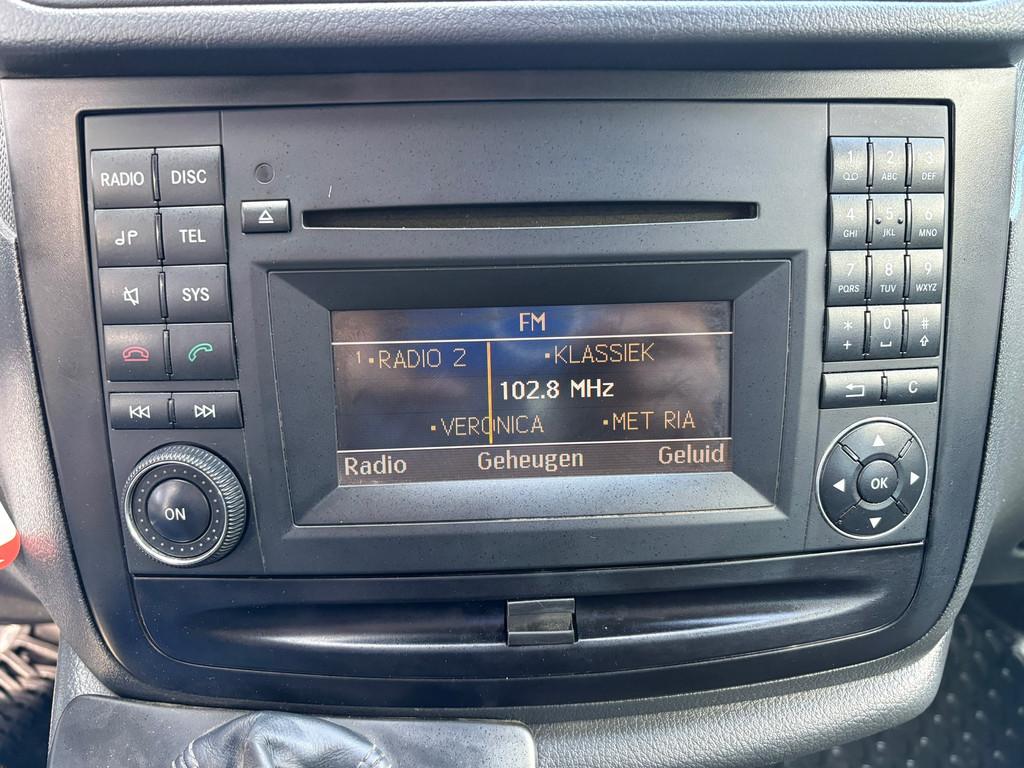 RADIO DISC
TEL
SYS
ON
FM
1 • RADIO 2 • KLASSIEK
102.8 MHz
• VERONICA • MET RIA
Radio Geheugen Geluid
1 2 ABC 3 DEF
4 GHI 5 JKL 6 MNO
7 PQRS 8 TUV 9 WXYZ
* + 0 #
C
OK